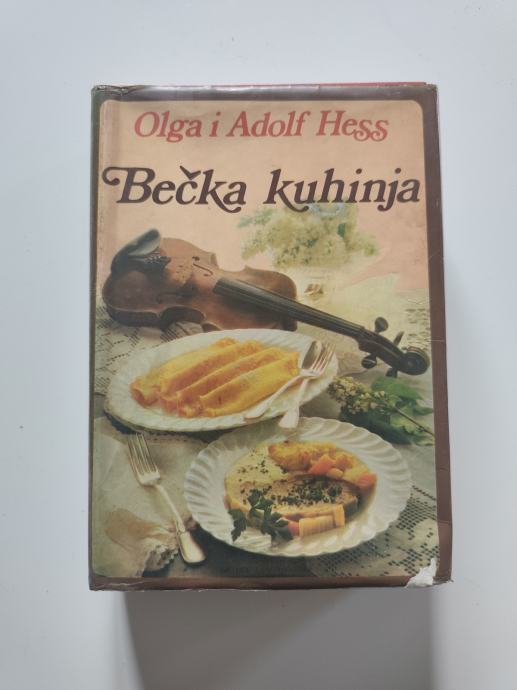 Olga i Adolf Hess
Bečka kuhinja